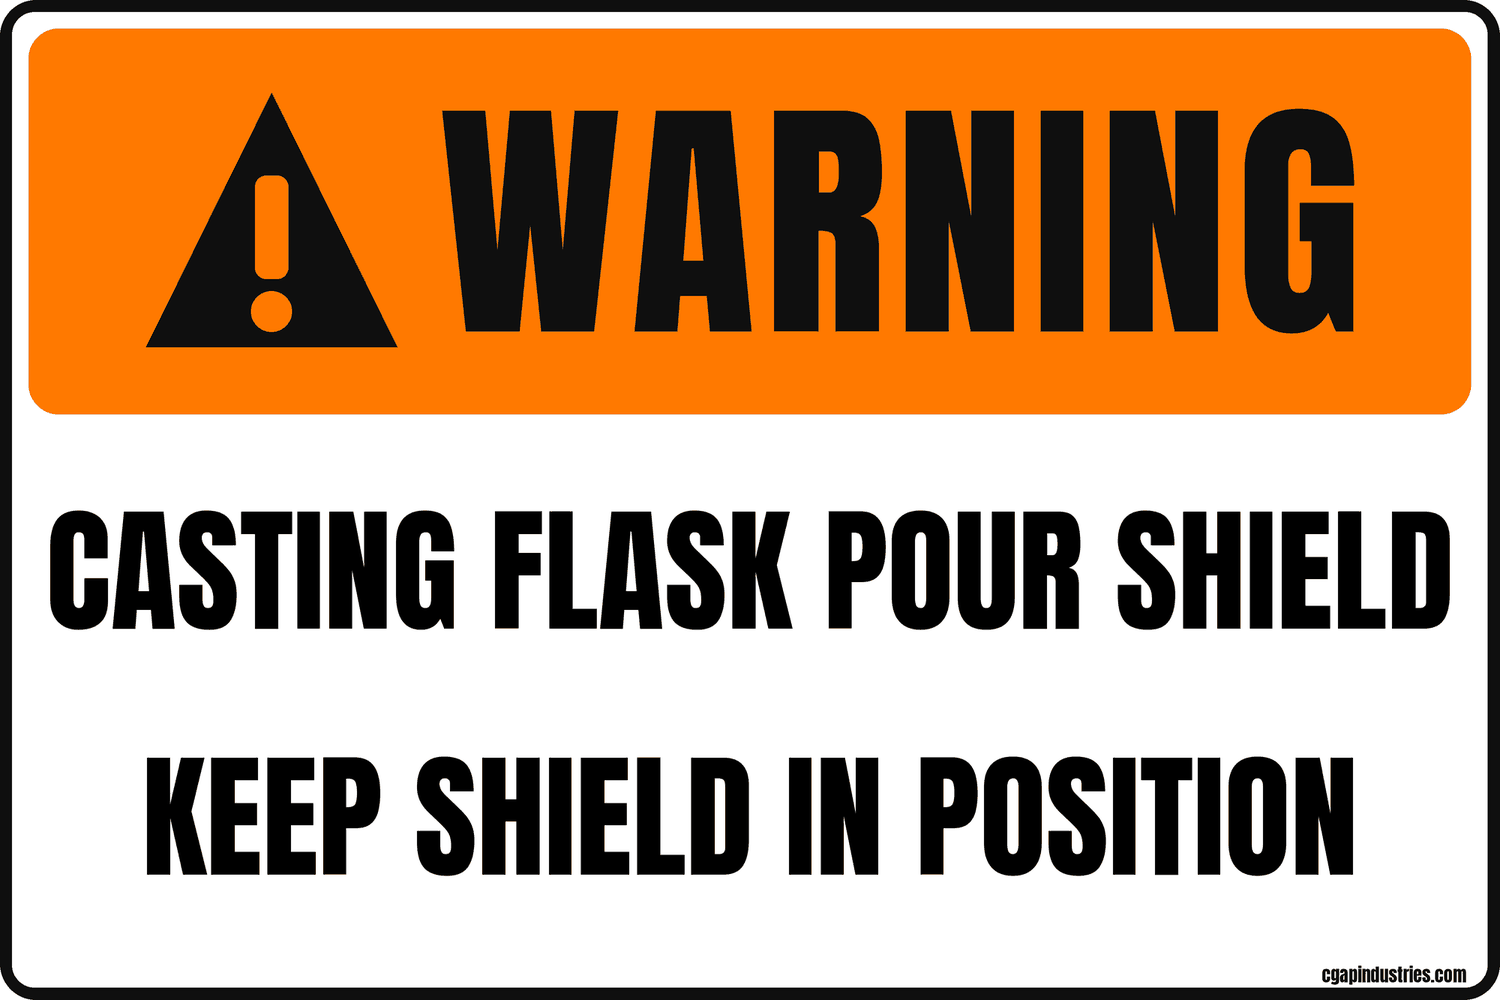 WARNING
CASTING FLASK POUR SHIELD
KEEP SHIELD IN POSITION
cgapindustries.com